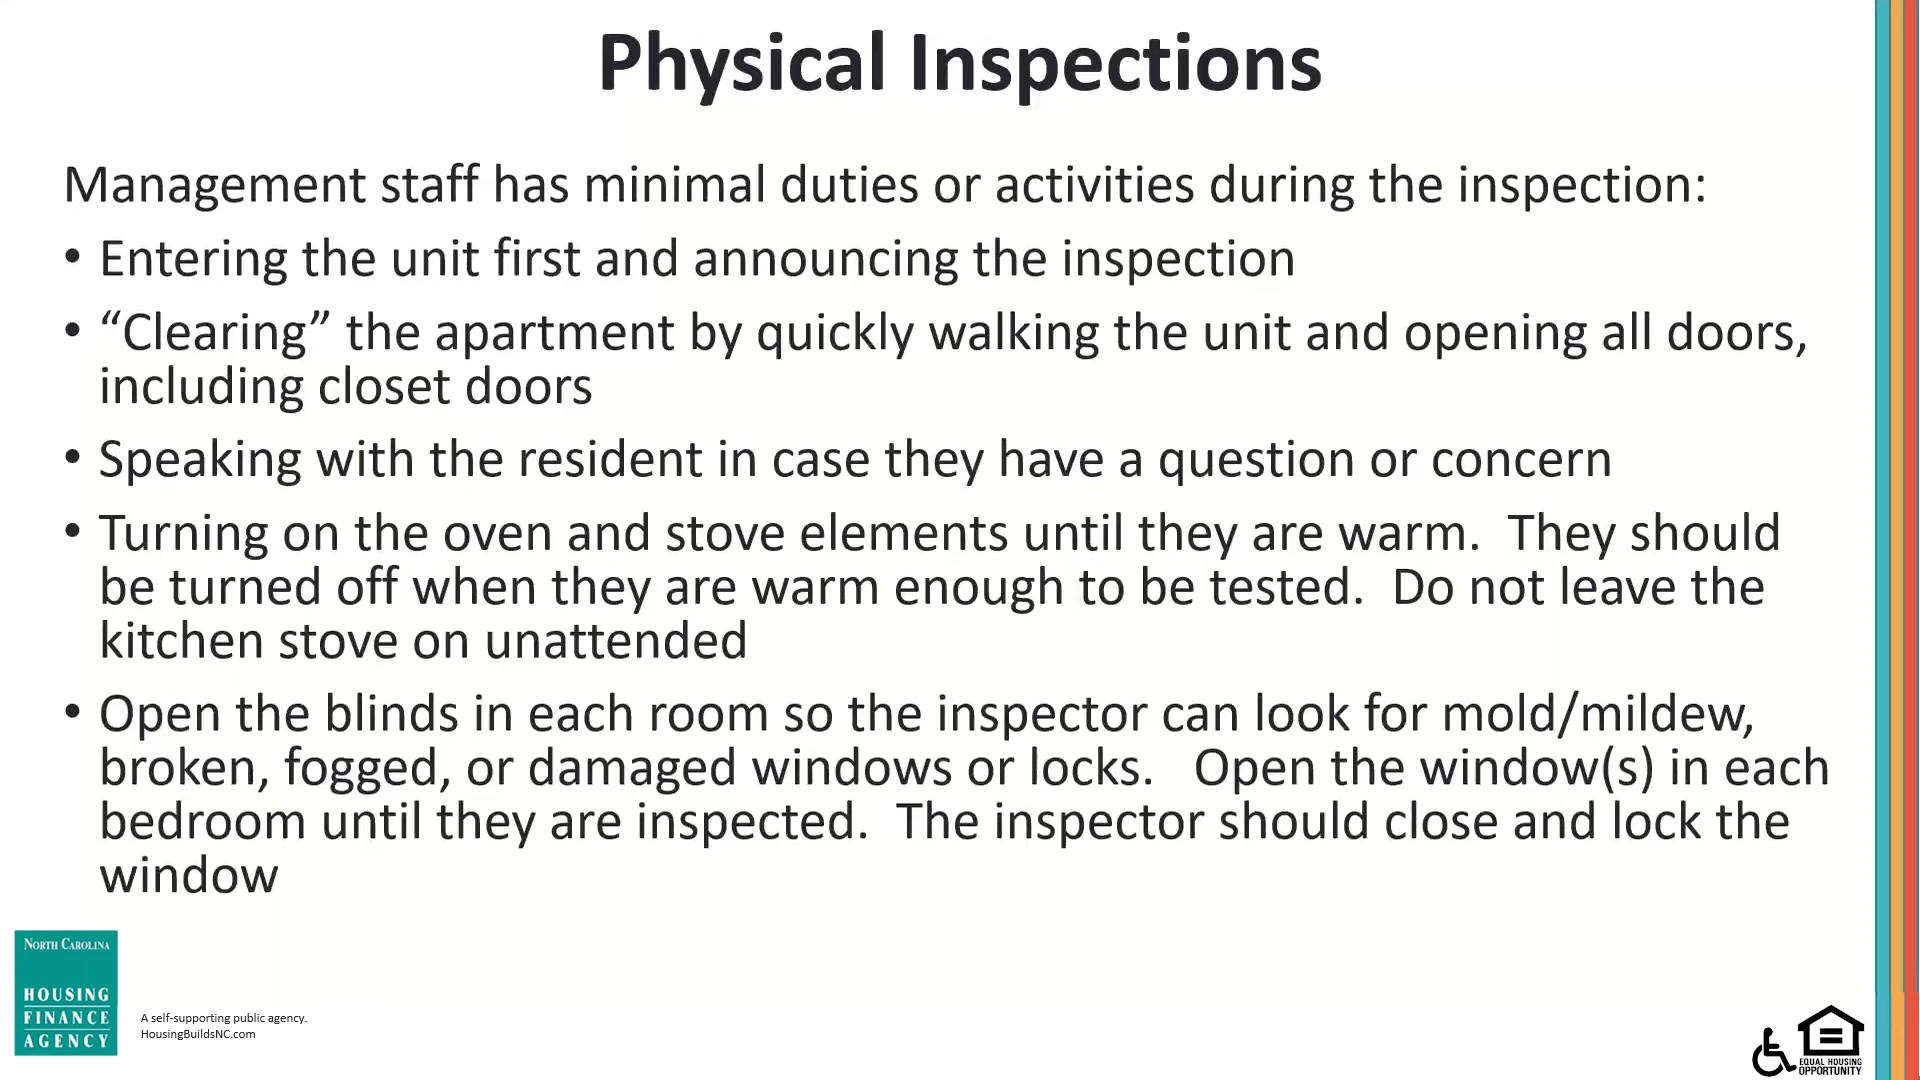 Physical Inspections
Management staff has minimal duties or activities during the inspection:
• Entering the unit first and announcing the inspection
• “Clearing” the apartment by quickly walking the unit and opening all doors,
including closet doors
• Speaking with the resident in case they have a question or concern
• Turning on the oven and stove elements until they are warm.  They should
be turned off when they are warm enough to be tested.  Do not leave the
kitchen stove on unattended
• Open the blinds in each room so the inspector can look for mold/mildew,
broken, fogged, or damaged windows or locks.   Open the window(s) in each
bedroom until they are inspected.  The inspector should close and lock the
window
NORTH CAROLINA
HOUSING
FINANCE
AGENCY
A self-supporting public agency.
HousingBuildsNC.com
EQUAL HOUSING
OPPORTUNITY